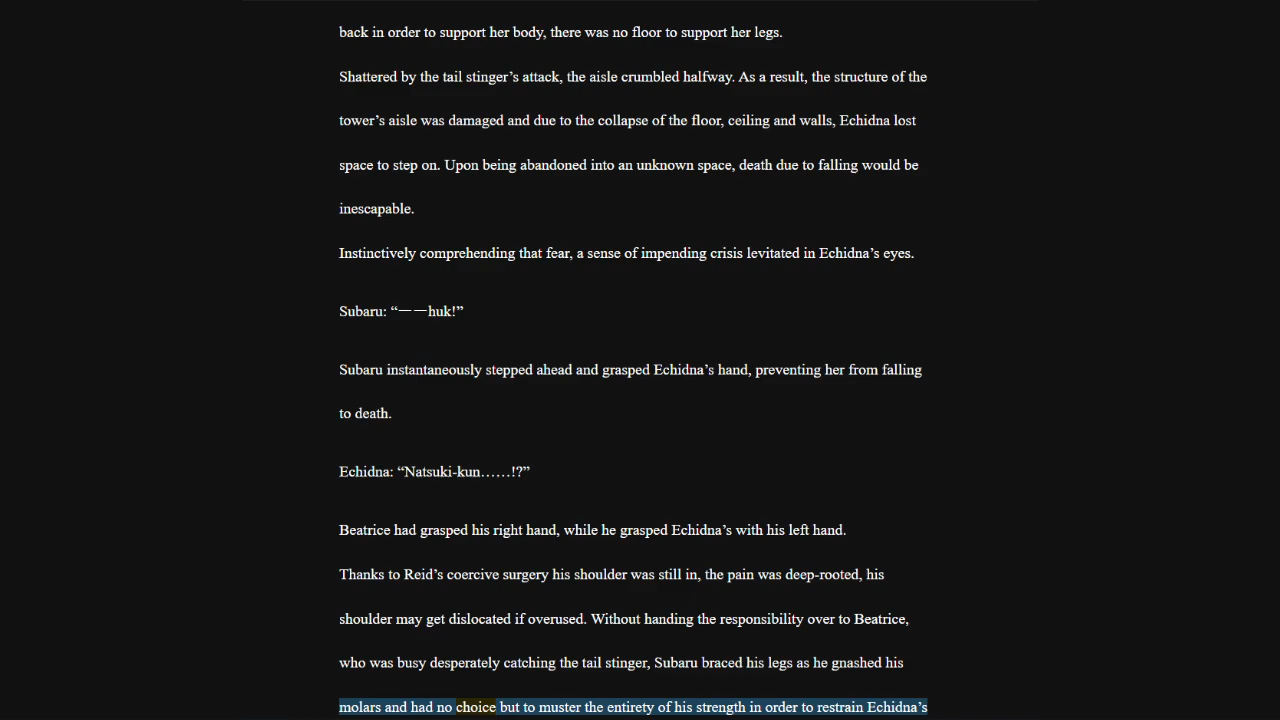 back in order to support her body, there was no floor to support her legs.
Shattered by the tail stinger’s attack, the aisle crumbled halfway. As a result, the structure of the
tower’s aisle was damaged and due to the collapse of the floor, ceiling and walls, Echidna lost
space to step on. Upon being abandoned into an unknown space, death due to falling would be
inescapable.
Instinctively comprehending that fear, a sense of impending crisis levitated in Echidna’s eyes.
Subaru: “――huk!”
Subaru instantaneously stepped ahead and grasped Echidna’s hand, preventing her from falling
to death.
Echidna: “Natsuki-kun……!?”
Beatrice had grasped his right hand, while he grasped Echidna’s with his left hand.
Thanks to Reid’s coercive surgery his shoulder was still in, the pain was deep-rooted, his
shoulder may get dislocated if overused. Without handing the responsibility over to Beatrice,
who was busy desperately catching the tail stinger, Subaru braced his legs as he gnashed his
molars and had no choice but to muster the entirety of his strength in order to restrain Echidna’s